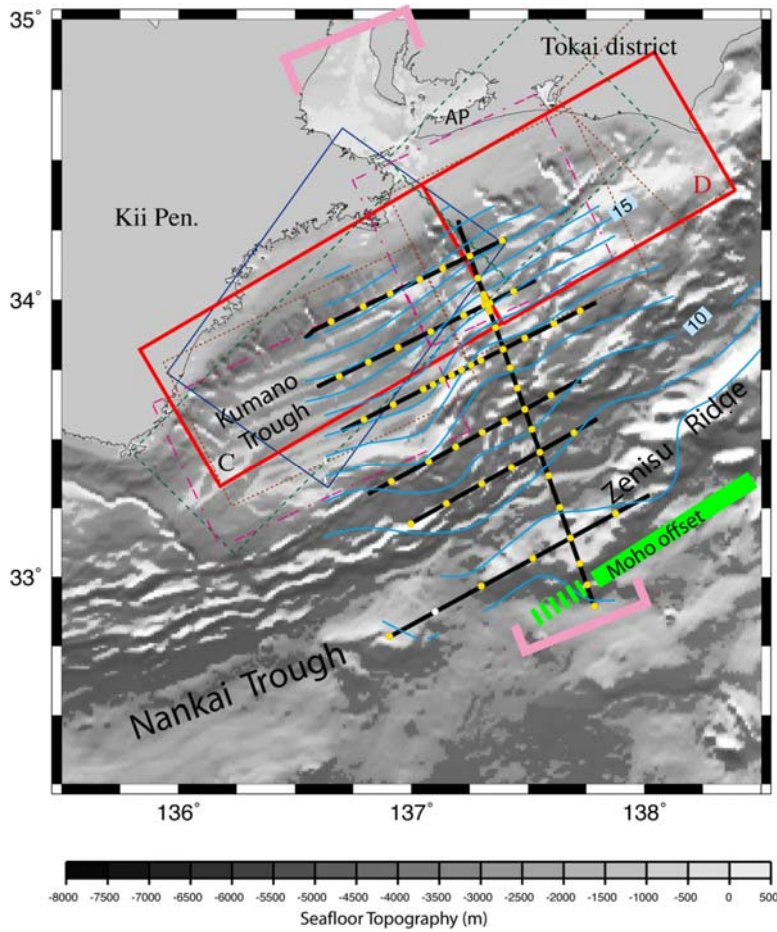 35˚
Tokai district
AP
Kii Pen.
D
15
34˚
10
Kumano
Trough
C
Zenisu Ridge
33˚
Moho offset
Nankai Trough
136˚
137˚
138˚
-8000 -7500 -7000 -6500 -6000 -5500 -5000 -4500 -4000 -3500 -3000 -2500 -2000 -1500 -1000 -500 0 500
Seafloor Topography (m)